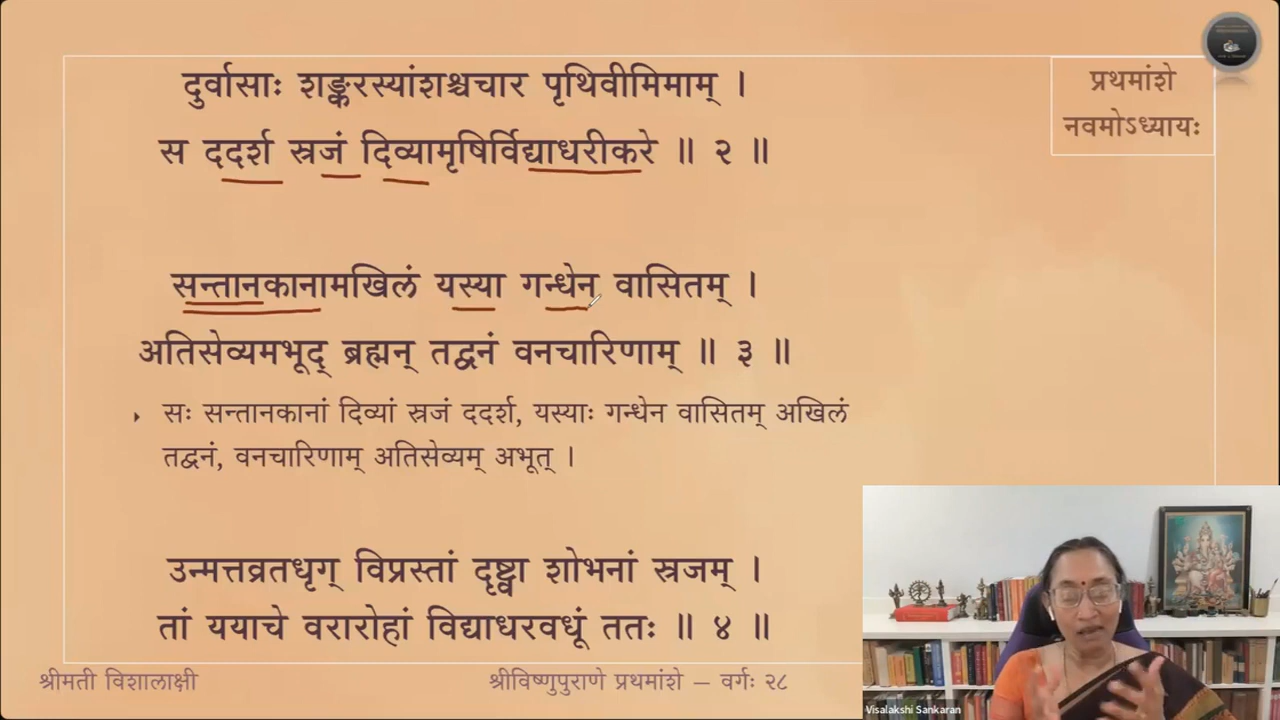 दुर्वासाः शङ्करस्यांशश्चचार पृथिवीमिमाम् ।
स ददर्श स्रजं दिव्यामृषिर्विद्याधरीकरे ॥ २ ॥
प्रथमांशे
नवमोऽध्यायः
सन्तानकानामखिलं यस्या गन्धेन वासितम् ।
अतिसेव्यमभूद् ब्रह्मन् तद्वनं वनचारिणाम् ॥ ३ ॥
सः सन्तानकानां दिव्यां स्रजं ददर्श, यस्याः गन्धेन वासितम् अखिलं
तद्वनं, वनचारिणाम् अतिसेव्यम् अभूत् ।
उन्मत्तव्रतधृग् विप्रस्तां दृष्ट्वा शोभनां स्रजम् ।
तां ययाचे वरारोहां विद्याधरवधूं ततः ॥ ४ ॥
श्रीमती विशालाक्षी
श्रीविष्णुपुराणे प्रथमांशे – वर्गः २८
Visalakshi Sankaran